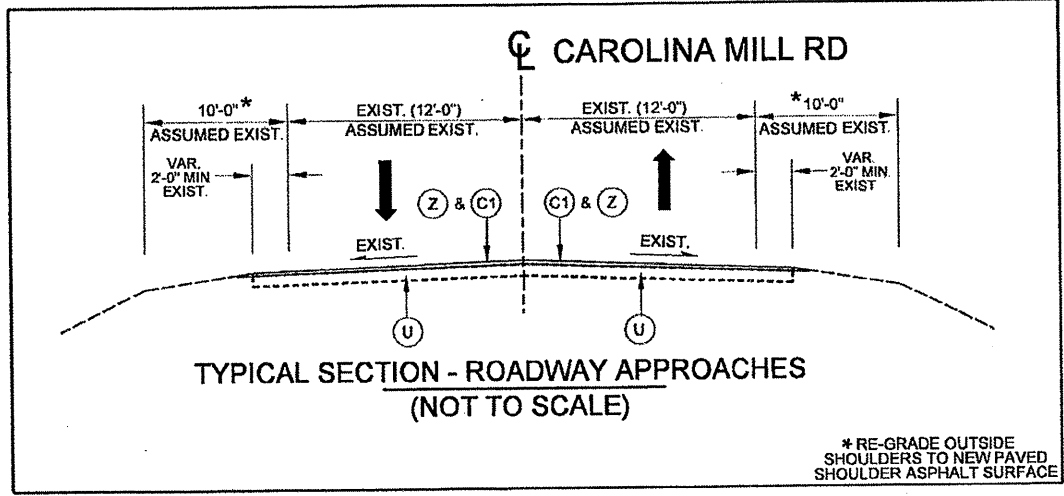 ℄ CAROLINA MILL RD
10'-0" *
ASSUMED EXIST.
EXIST. (12'-0")
ASSUMED EXIST.
EXIST. (12'-0")
ASSUMED EXIST.
* 10'-0"
ASSUMED EXIST.
VAR.
2'-0" MIN
EXIST.
VAR.
2'-0" MIN.
EXIST
Z & C1
C1 & Z
EXIST.
EXIST.
U
U
TYPICAL SECTION - ROADWAY APPROACHES
(NOT TO SCALE)
* RE-GRADE OUTSIDE
SHOULDERS TO NEW PAVED
SHOULDER ASPHALT SURFACE